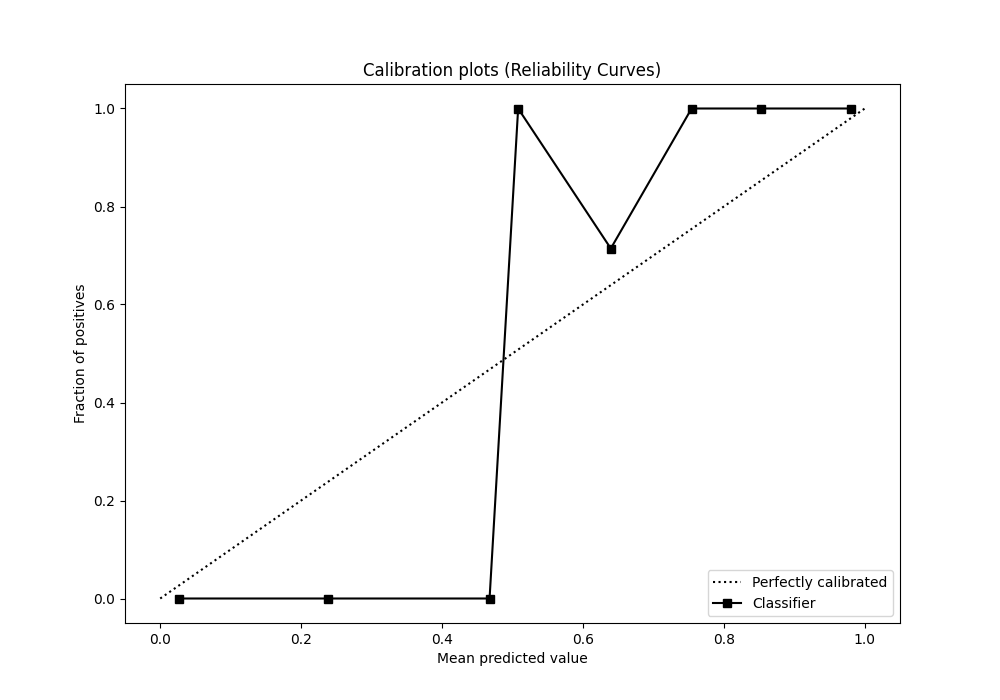 Calibration plots (Reliability Curves)
1.0
0.8
0.6
0.4
0.2
0.0
Fraction of positives
Perfectly calibrated
Classifier
0.0 0.2 0.4 0.6 0.8 1.0
Mean predicted value